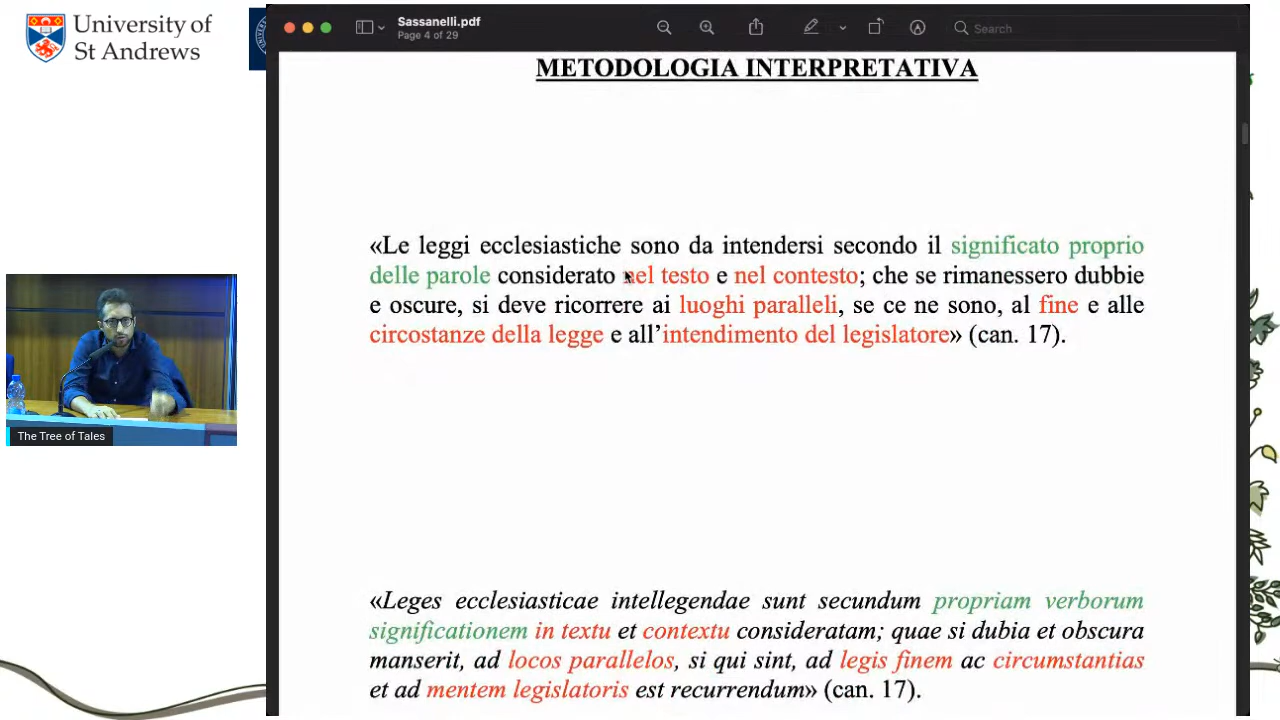 University of
St Andrews
Sassanelli.pdf
Page 4 of 29
Search
METODOLOGIA INTERPRETATIVA
«Le leggi ecclesiastiche sono da intendersi secondo il significato proprio
delle parole considerato nel testo e nel contesto; che se rimanessero dubbie
e oscure, si deve ricorrere ai luoghi paralleli, se ce ne sono, al fine e alle
circostanze della legge e all’intendimento del legislatore» (can. 17).
«Leges ecclesiasticae intellegendae sunt secundum propriam verborum
significationem in textu et contextu consideratam; quae si dubia et obscura
manserit, ad locos parallelos, si qui sint, ad legis finem ac circumstantias
et ad mentem legislatoris est recurrendum» (can. 17).
The Tree of Tales